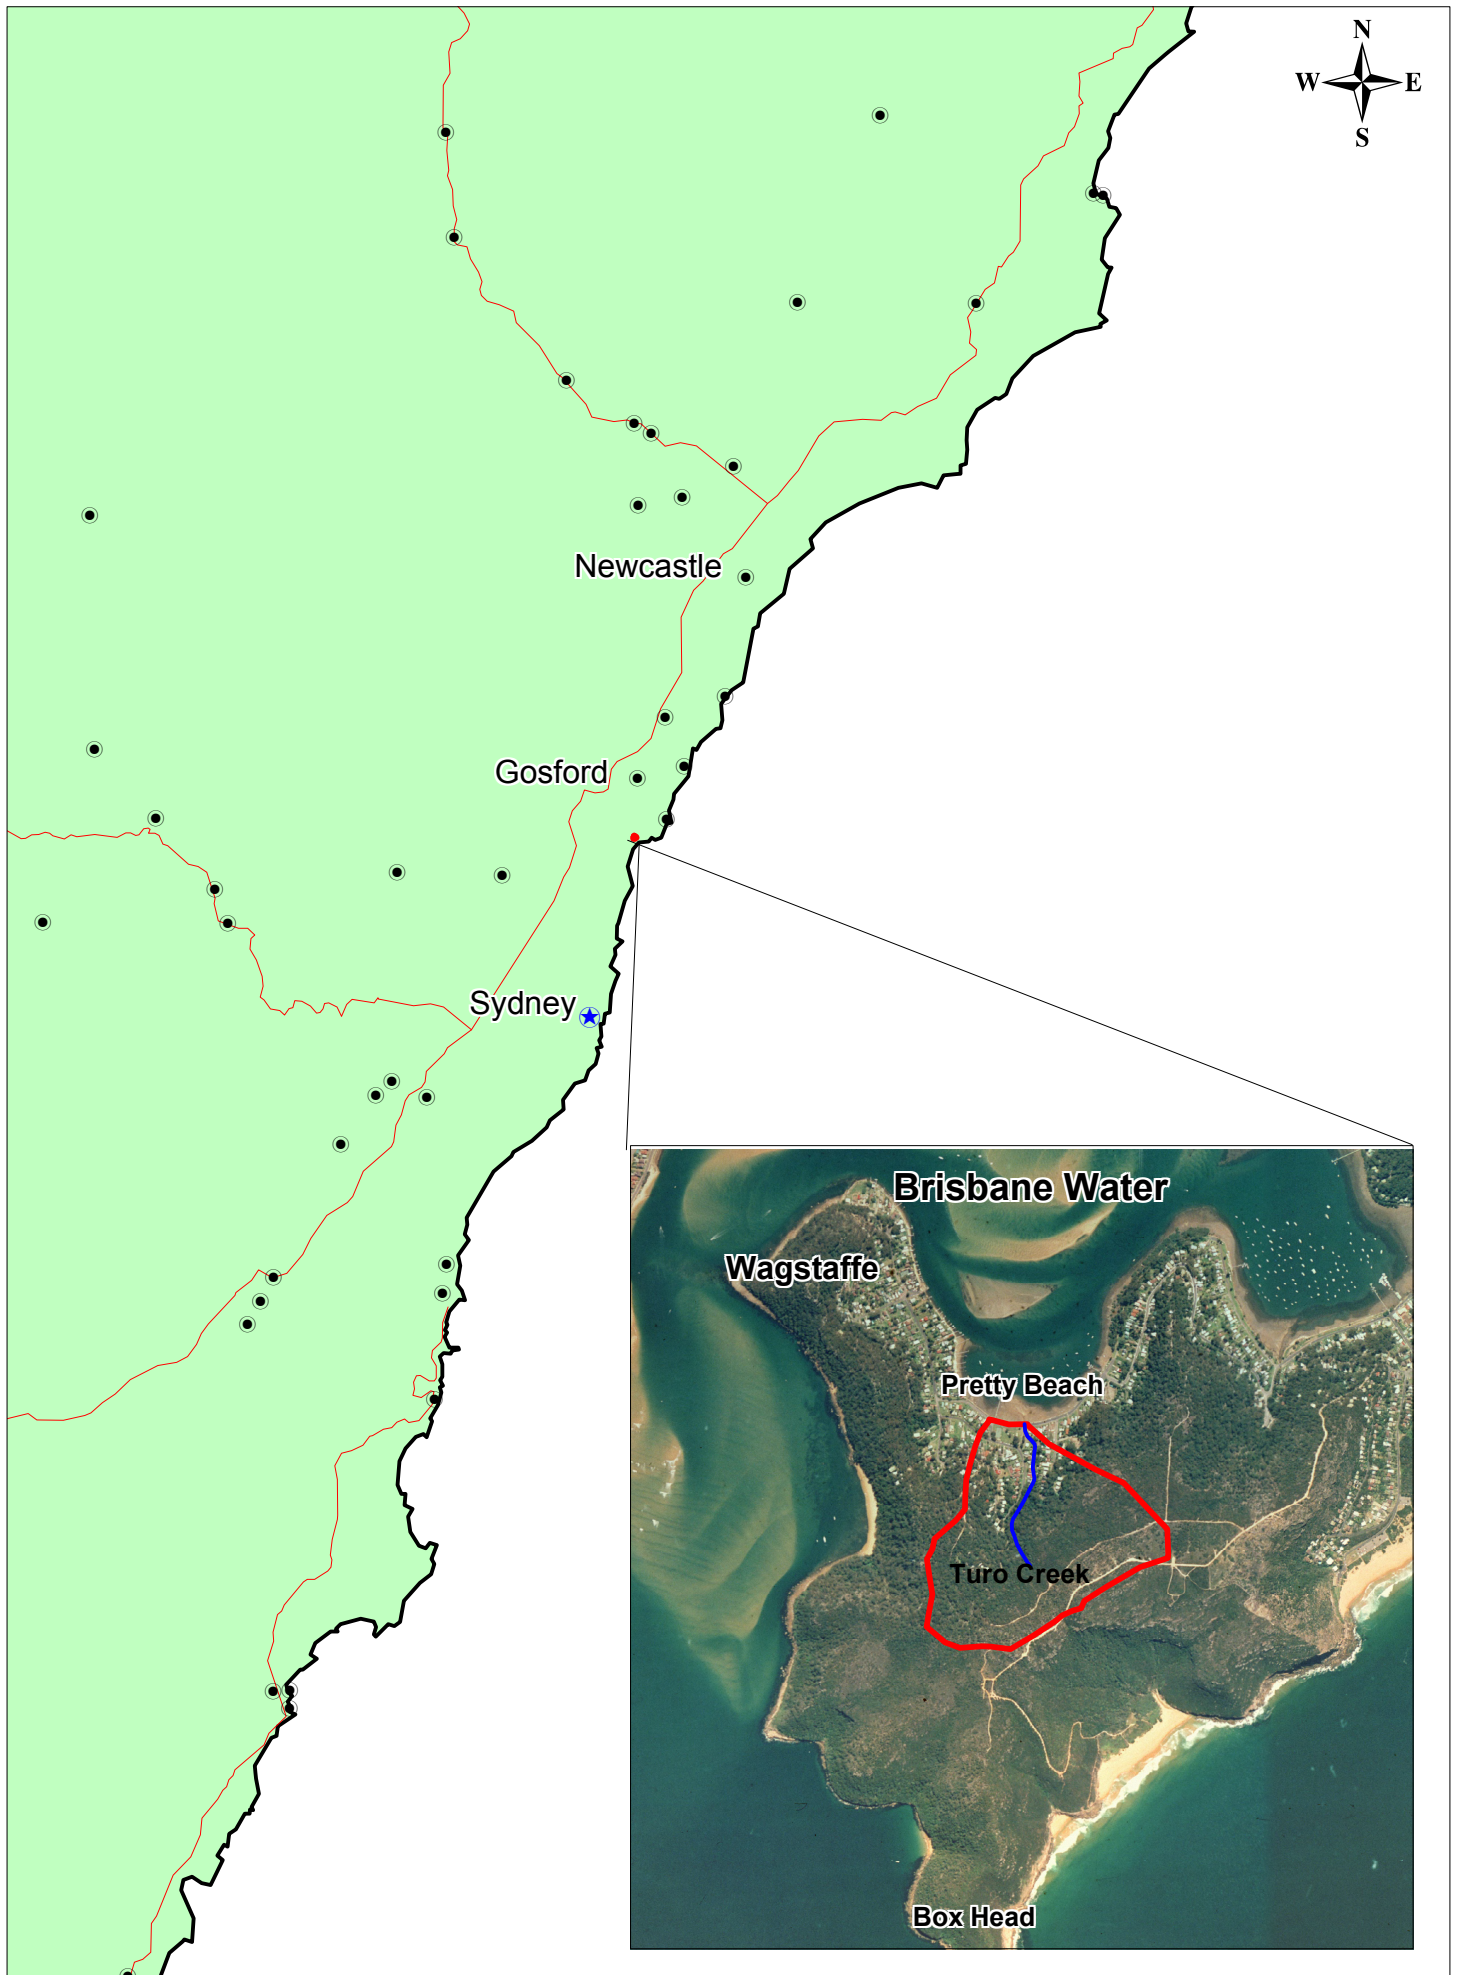 N
W E
S
Newcastle
Gosford
Sydney
Brisbane Water
Wagstaffe
Pretty Beach
Turo Creek
Box Head